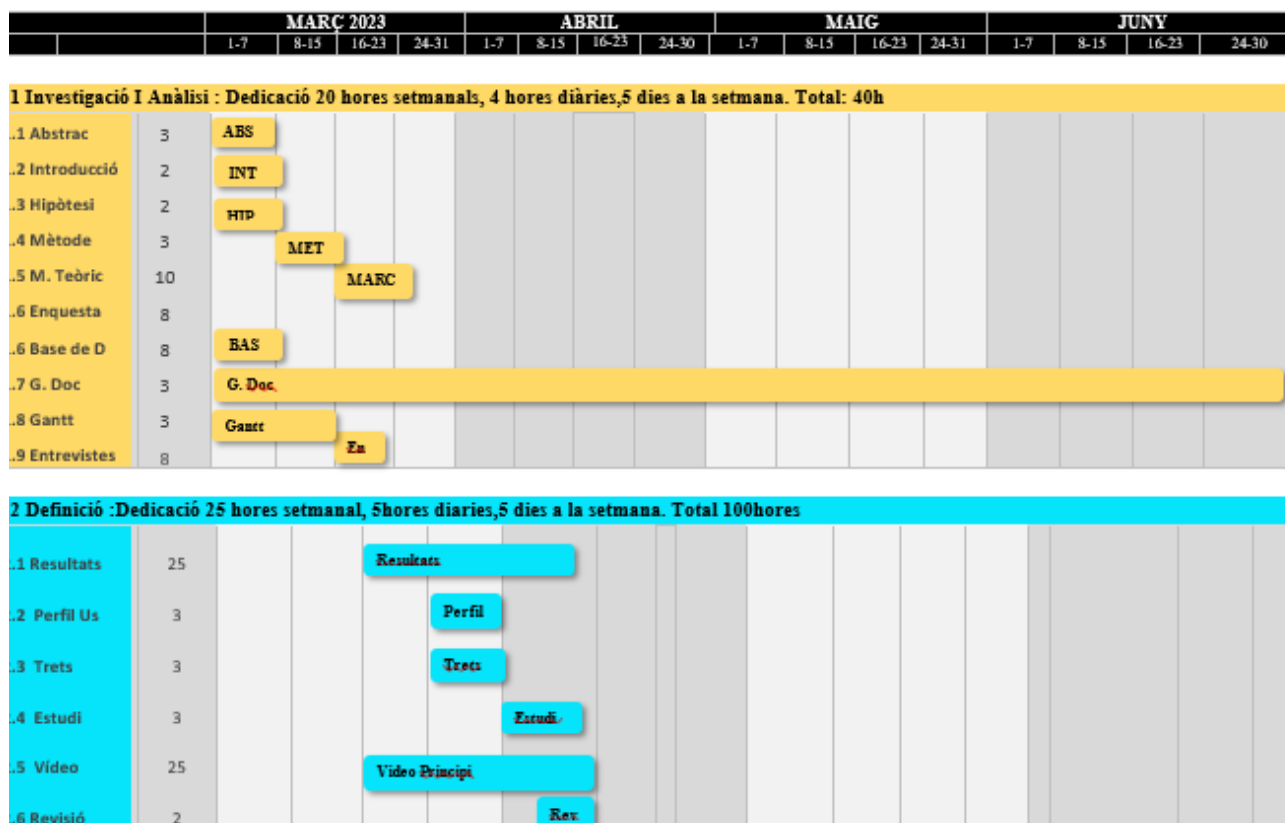 MARÇ 2023 ABRIL MAIG JUNY
1-7 8-15 16-23 24-31 1-7 8-15 16-23 24-30 1-7 8-15 16-23 24-31 1-7 8-15 16-23 24-30
1 Investigació I Anàlisi : Dedicació 20 hores setmanals, 4 hores diàries,5 dies a la setmana. Total: 40h
.1 Abstrac 3 ABS
.2 Introducció 2 INT
.3 Hipòtesi 2 HIP
.4 Mètode 3 MET
.5 M. Teòric 10 MARC
.6 Enquesta 8
.6 Base de D 8 BAS
.7 G. Doc 3 G. Doc.
.8 Gantt 3 Gantt
.9 Entrevistes 8 En
2 Definició :Dedicació 25 hores setmanal, 5hores diaries,5 dies a la setmana. Total 100hores
.1 Resultats 25 Resultats
.2 Perfil Us 3 Perfil
.3 Trets 3 Trets
.4 Estudi 3 Estudi
.5 Vídeo 25 Video Principi
.6 Revisió 2 Rev.